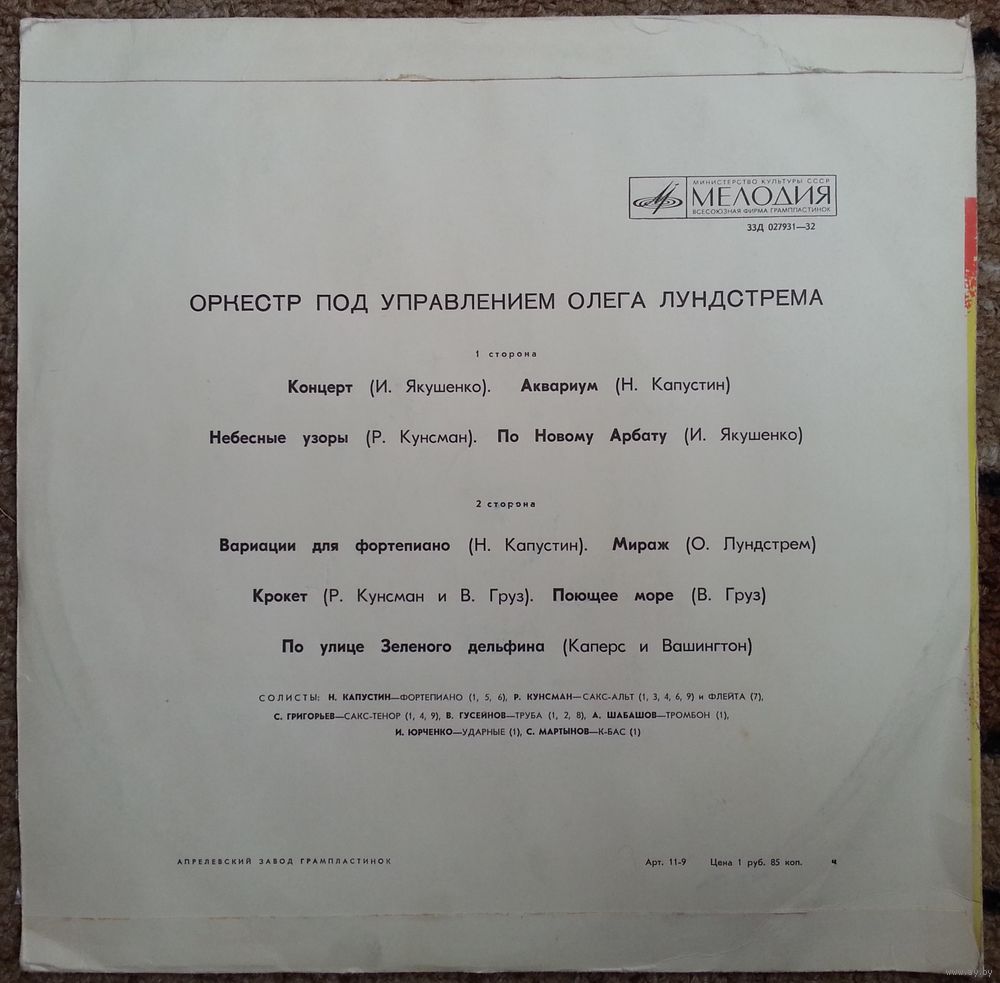 МИНИСТЕРСТВО КУЛЬТУРЫ СССР
МЕЛОДИЯ
ВСЕСОЮЗНАЯ ФИРМА ГРАМПЛАСТИНОК
33Д 027931—32
ОРКЕСТР ПОД УПРАВЛЕНИЕМ ОЛЕГА ЛУНДСТРЕМА
1 сторона
Концерт (И. Якушенко). Аквариум (Н. Капустин)
Небесные узоры (Р. Кунсман). По Новому Арбату (И. Якушенко)
2 сторона
Вариации для фортепиано (Н. Капустин). Мираж (О. Лундстрем)
Крокет (Р. Кунсман и В. Груз). Поющее море (В. Груз)
По улице Зеленого дельфина (Каперс и Вашингтон)
СОЛИСТЫ: Н. КАПУСТИН—ФОРТЕПИАНО (1, 5, 6), Р. КУНСМАН—САКС-АЛЬТ (1, 3, 4, 6, 9) и ФЛЕЙТА (7),
С. ГРИГОРЬЕВ—САКС-ТЕНОР (1, 4, 9), В. ГУСЕЙНОВ—ТРУБА (1, 2, 8), А. ШАБАШОВ—ТРОМБОН (1),
И. ЮРЧЕНКО—УДАРНЫЕ (1), С. МАРТЫНОВ—К-БАС (1)
АПРЕЛЕВСКИЙ ЗАВОД ГРАМПЛАСТИНОК
Арт. 11-9 Цена 1 руб. 85 коп. ч
www.ay.by